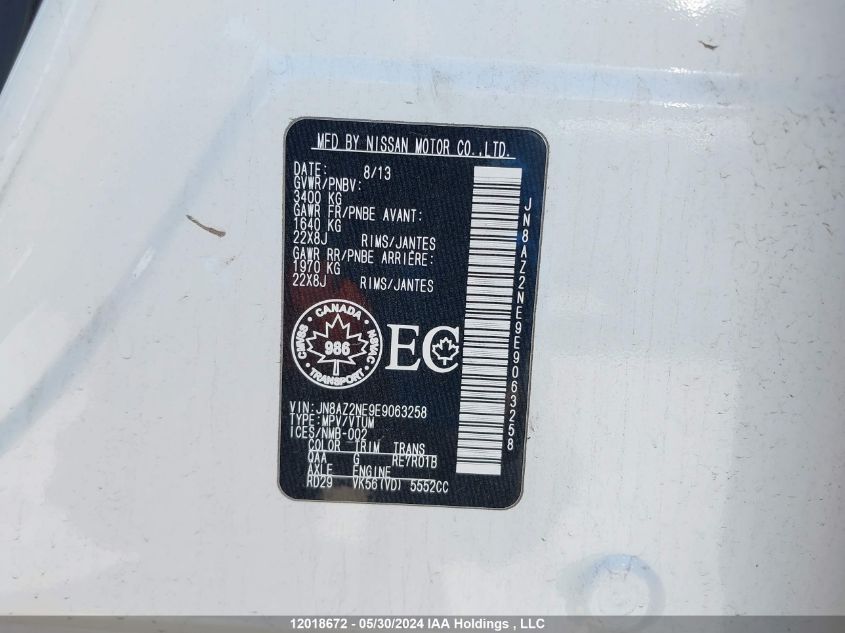 MFD BY NISSAN MOTOR CO.,LTD.
DATE: 8/13
GVWR/PNBV:
3400 KG
GAWR FR/PNBE AVANT:
1640 KG
22X8J RIMS/JANTES
GAWR RR/PNBE ARRIÈRE:
1970 KG
22X8J RIMS/JANTES
CANADA
CMVSS 986 NSVAC
TRANSPORT
EC
VIN:JN8AZ2NE9E9063258
TYPE:MPV/VTUM
ICES/NMB-002
COLOR TRIM TRANS
QAA G RE7R01B
AXLE ENGINE
RD29 VK56(VD) 5552CC
JN8AZ2NE9E9063258
12018672 - 05/30/2024 IAA Holdings , LLC